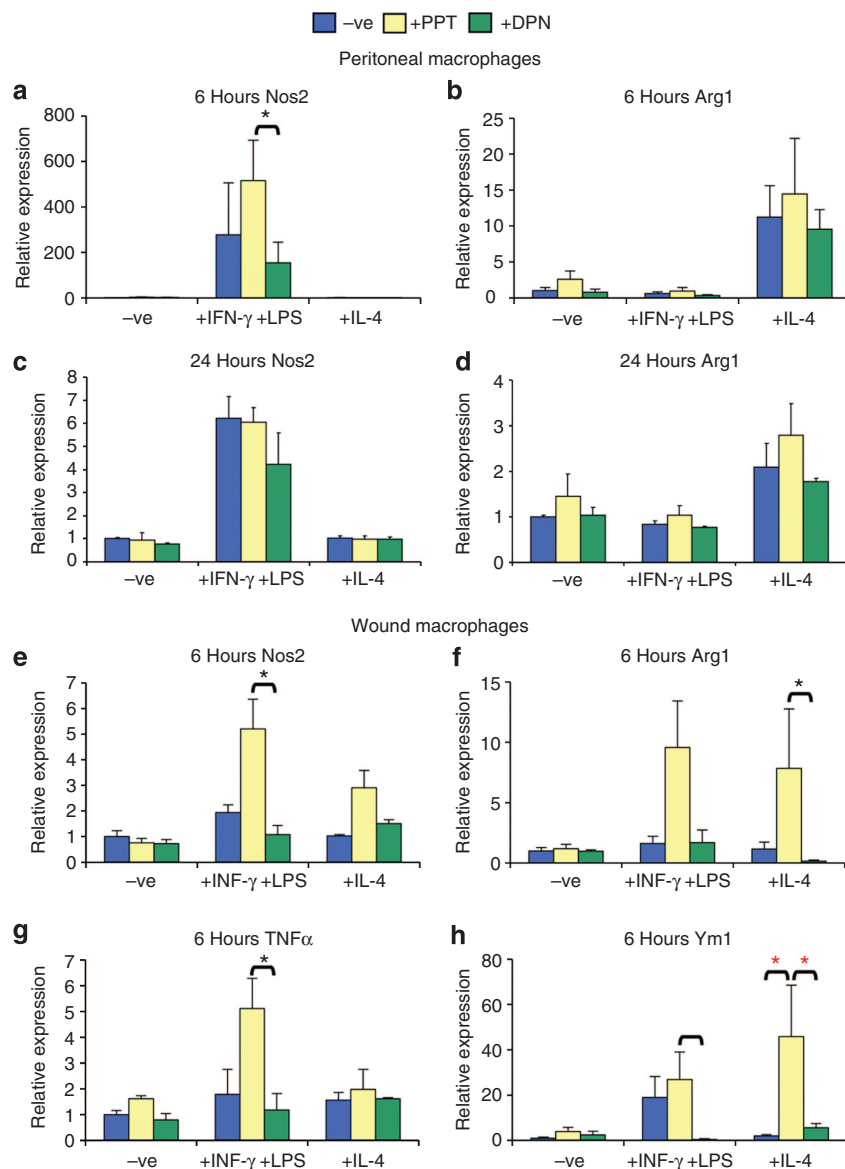 –ve +PPT +DPN
Peritoneal macrophages
a
6 Hours Nos2
Relative expression
800
600
400
200
0
*
–ve +IFN-γ +LPS +IL-4
b
6 Hours Arg1
Relative expression
25
20
15
10
5
0
–ve +IFN-γ +LPS +IL-4
c
24 Hours Nos2
Relative expression
8
7
6
5
4
3
2
1
0
–ve +IFN-γ +LPS +IL-4
d
24 Hours Arg1
Relative expression
4
3
2
1
0
–ve +IFN-γ +LPS +IL-4
Wound macrophages
e
6 Hours Nos2
Relative expression
7
6
5
4
3
2
1
0
*
–ve +INF-γ +LPS +IL-4
f
6 Hours Arg1
Relative expression
15
10
5
0
*
–ve +INF-γ +LPS +IL-4
g
6 Hours TNFα
Relative expression
7
6
5
4
3
2
1
0
*
–ve +INF-γ +LPS +IL-4
h
6 Hours Ym1
Relative expression
80
60
40
20
0
* *
–ve +INF-γ +LPS +IL-4